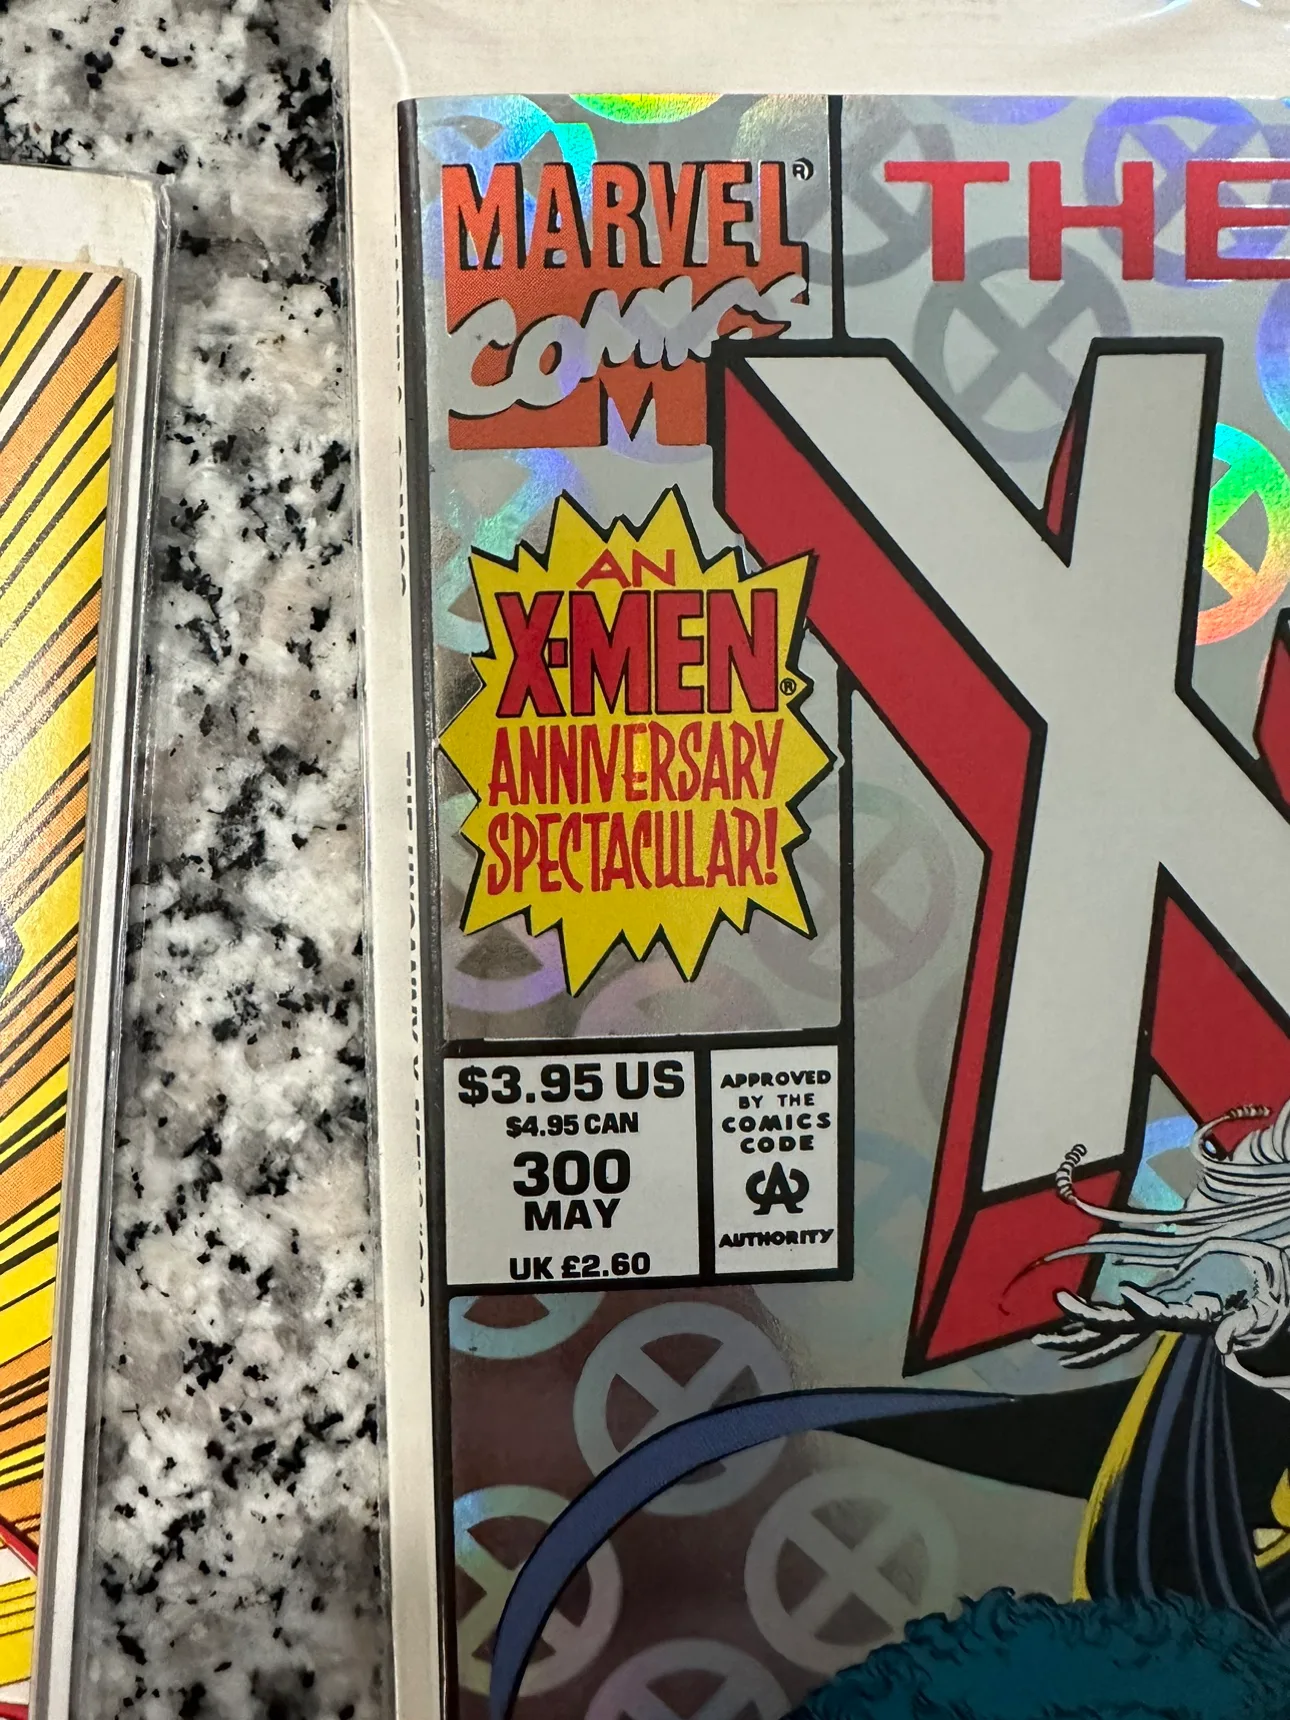 MARVEL®
COMICS
M
THE
X
AN
X-MEN®
ANNIVERSARY
SPECTACULAR!
$3.95 US
$4.95 CAN
300
MAY
UK £2.60
APPROVED
BY THE
COMICS
CODE
CA
AUTHORITY